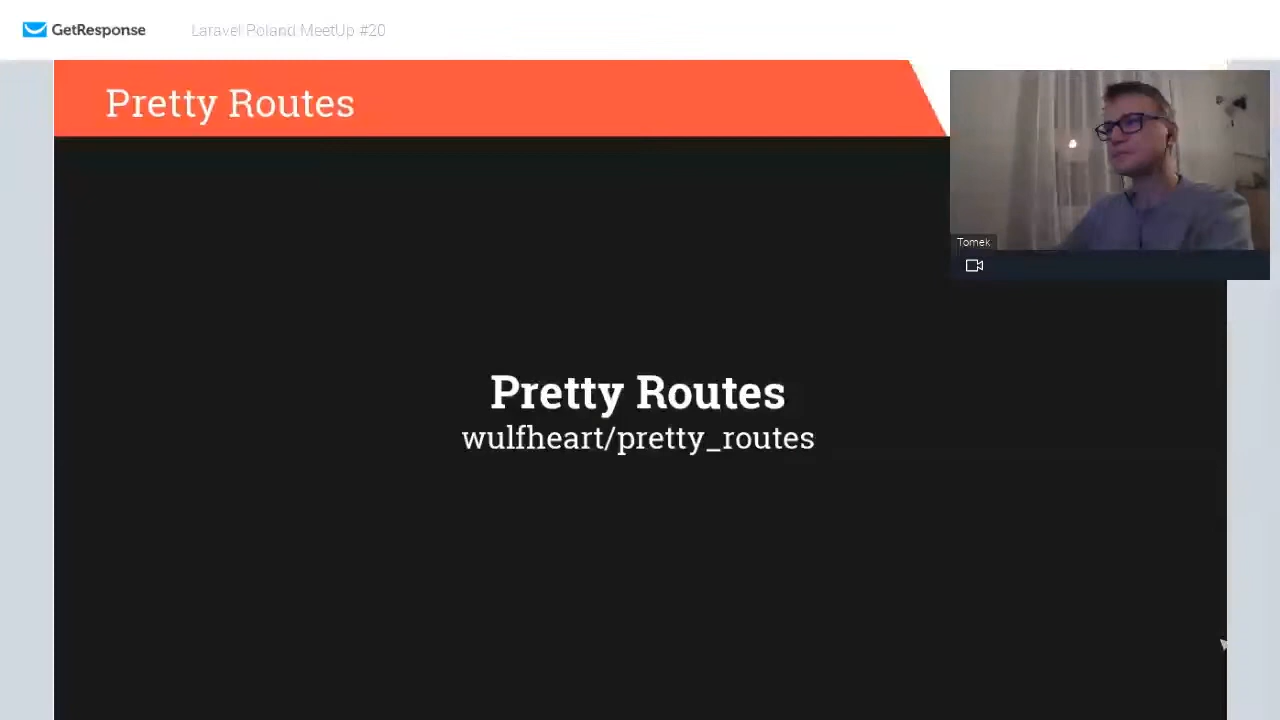 GetResponse
Laravel Poland MeetUp #20
Pretty Routes
Tomek
Pretty Routes
wulfheart/pretty_routes